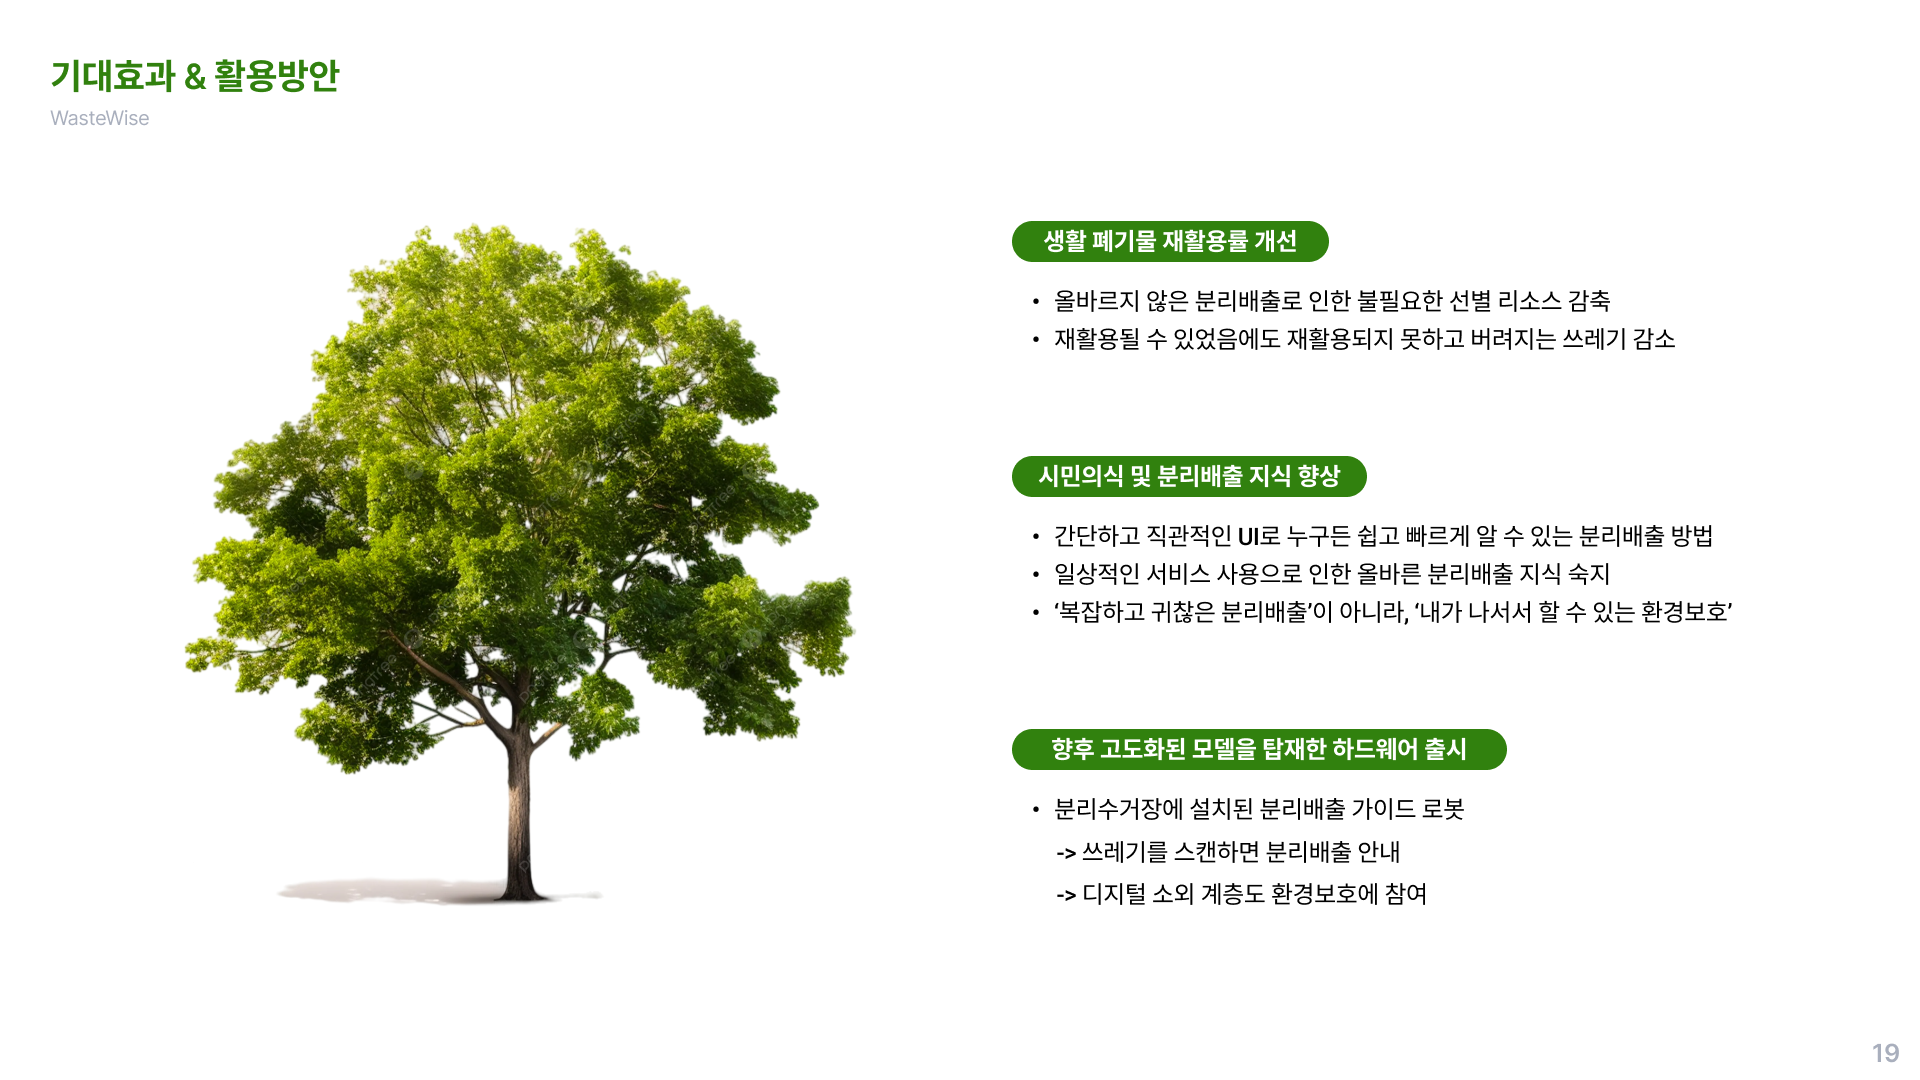 기대효과 & 활용방안
WasteWise
생활 폐기물 재활용률 개선
• 올바르지 않은 분리배출로 인한 불필요한 선별 리소스 감축
• 재활용될 수 있었음에도 재활용되지 못하고 버려지는 쓰레기 감소
시민의식 및 분리배출 지식 향상
• 간단하고 직관적인 UI로 누구든 쉽고 빠르게 알 수 있는 분리배출 방법
• 일상적인 서비스 사용으로 인한 올바른 분리배출 지식 숙지
• ‘복잡하고 귀찮은 분리배출’이 아니라, ‘내가 나서서 할 수 있는 환경보호’
향후 고도화된 모델을 탑재한 하드웨어 출시
• 분리수거장에 설치된 분리배출 가이드 로봇
-> 쓰레기를 스캔하면 분리배출 안내
-> 디지털 소외 계층도 환경보호에 참여
19